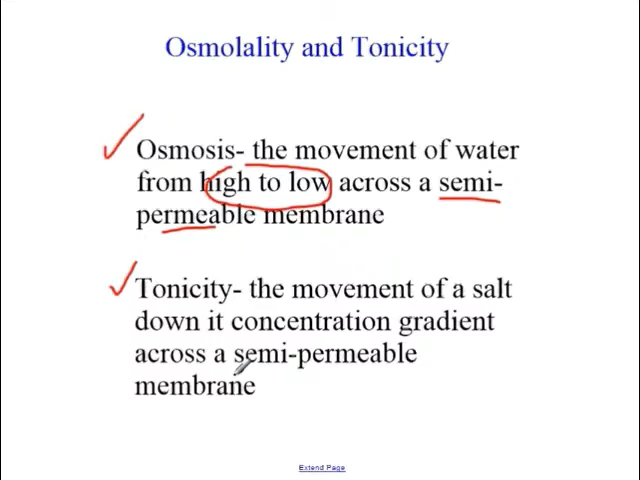 Osmolality and Tonicity
Osmosis- the movement of water
from high to low across a semi-
permeable membrane
Tonicity- the movement of a salt
down it concentration gradient
across a semi-permeable
membrane
Extend Page